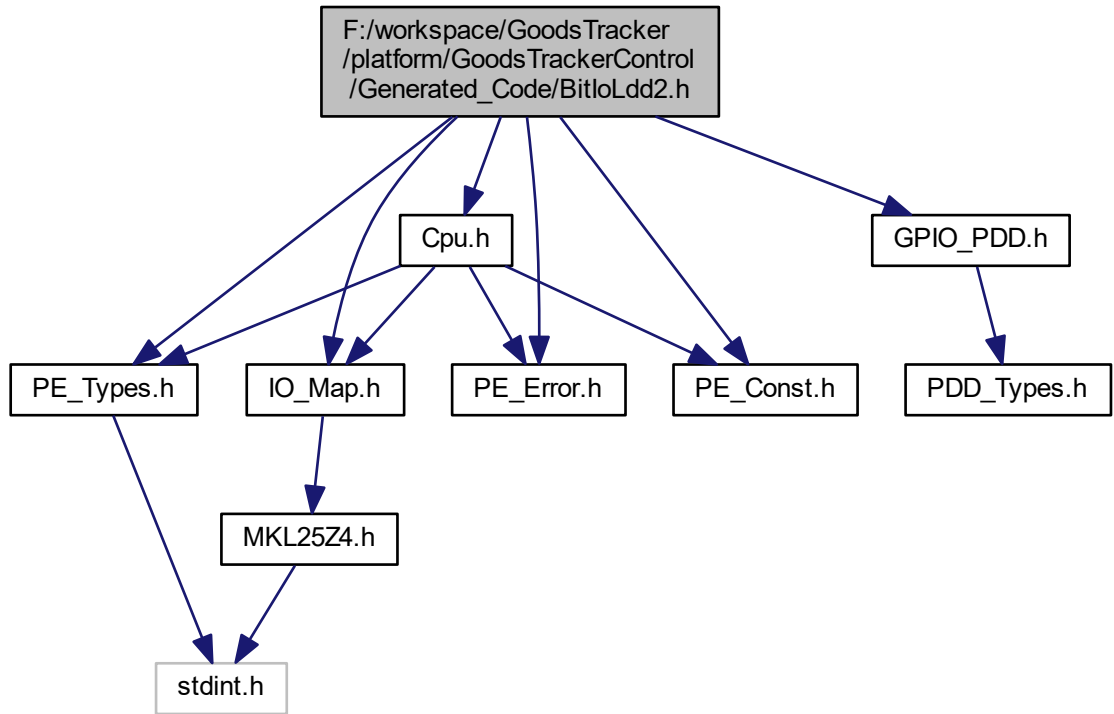 F:/workspace/GoodsTracker
/platform/GoodsTrackerControl
/Generated_Code/BitIoLdd2.h
Cpu.h
GPIO_PDD.h
PE_Types.h
IO_Map.h
PE_Error.h
PE_Const.h
PDD_Types.h
MKL25Z4.h
stdint.h